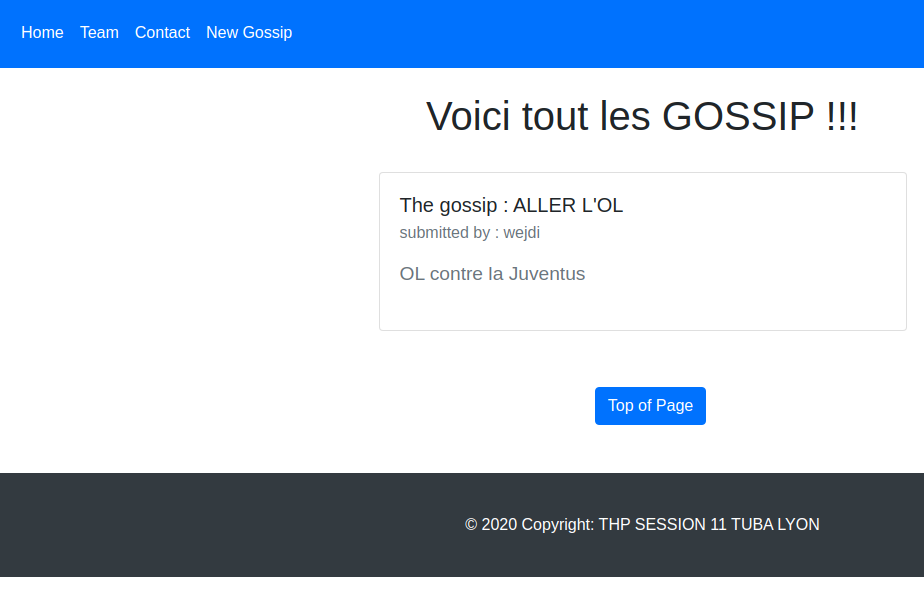 Home Team Contact New Gossip
Voici tout les GOSSIP !!!
The gossip : ALLER L'OL
submitted by : wejdi
OL contre la Juventus
Top of Page
© 2020 Copyright: THP SESSION 11 TUBA LYON